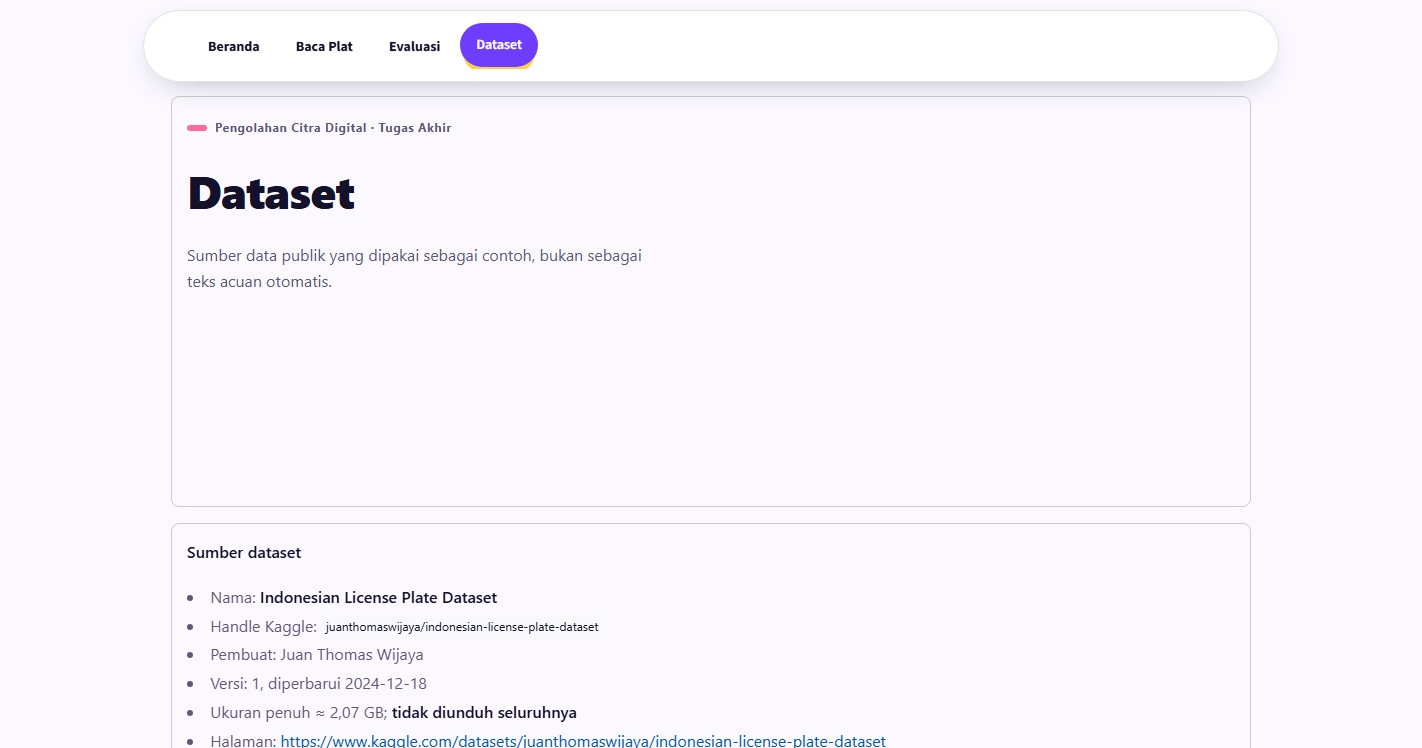 Beranda
Baca Plat
Evaluasi
Dataset
Pengolahan Citra Digital · Tugas Akhir
Dataset
Sumber data publik yang dipakai sebagai contoh, bukan sebagai
teks acuan otomatis.
Sumber dataset
Nama: Indonesian License Plate Dataset
Handle Kaggle: juanthomaswijaya/indonesian-license-plate-dataset
Pembuat: Juan Thomas Wijaya
Versi: 1, diperbarui 2024-12-18
Ukuran penuh ≈ 2,07 GB; tidak diunduh seluruhnya
Halaman: https://www.kaggle.com/datasets/juanthomaswijaya/indonesian-license-plate-dataset